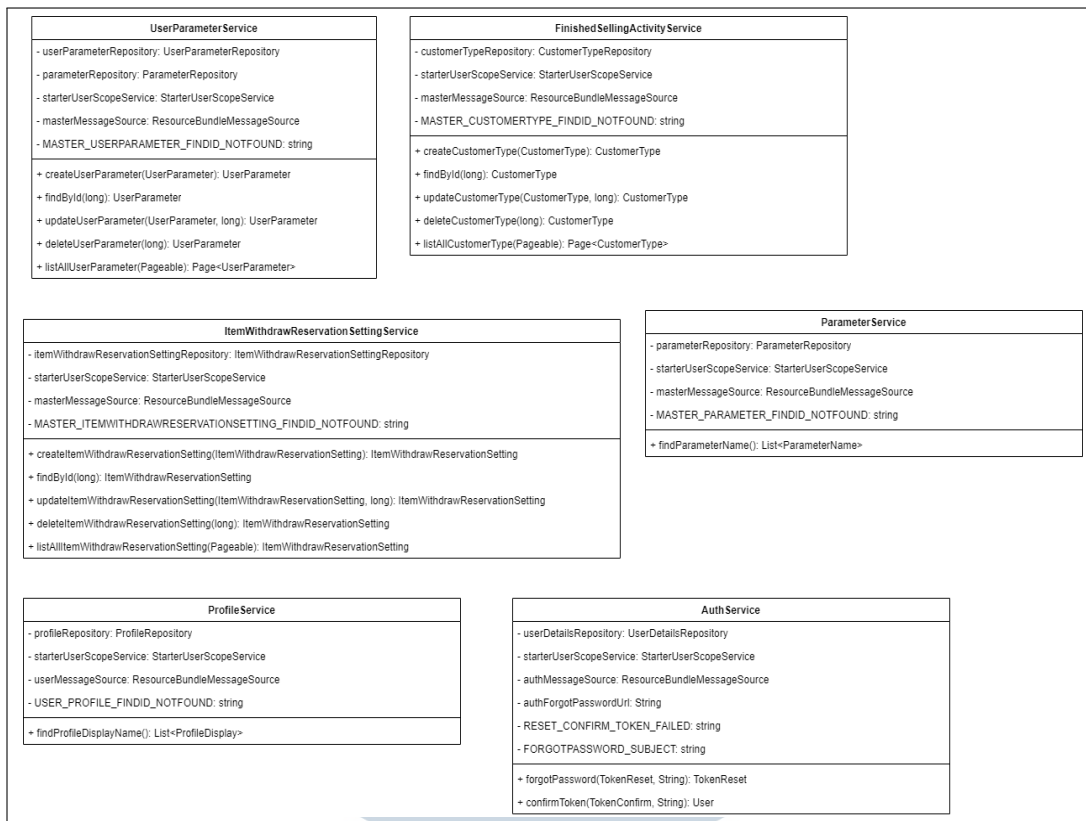 UserParameterService
- userParameterRepository: UserParameterRepository
- parameterRepository: ParameterRepository
- starterUserScopeService: StarterUserScopeService
- masterMessageSource: ResourceBundleMessageSource
- MASTER_USERPARAMETER_FINDID_NOTFOUND: string
+ createUserParameter(UserParameter): UserParameter
+ findById(long): UserParameter
+ updateUserParameter(UserParameter, long): UserParameter
+ deleteUserParameter(long): UserParameter
+ listAllUserParameter(Pageable): Page<UserParameter>
FinishedSellingActivityService
- customerTypeRepository: CustomerTypeRepository
- starterUserScopeService: StarterUserScopeService
- masterMessageSource: ResourceBundleMessageSource
- MASTER_CUSTOMERTYPE_FINDID_NOTFOUND: string
+ createCustomerType(CustomerType): CustomerType
+ findById(long): CustomerType
+ updateCustomerType(CustomerType, long): CustomerType
+ deleteCustomerType(long): CustomerType
+ listAllCustomerType(Pageable): Page<CustomerType>
ItemWithdrawReservationSettingService
- itemWithdrawReservationSettingRepository: ItemWithdrawReservationSettingRepository
- starterUserScopeService: StarterUserScopeService
- masterMessageSource: ResourceBundleMessageSource
- MASTER_ITEMWITHDRAWRESERVATIONSETTING_FINDID_NOTFOUND: string
+ createItemWithdrawReservationSetting(ItemWithdrawReservationSetting): ItemWithdrawReservationSetting
+ findById(long): ItemWithdrawReservationSetting
+ updateItemWithdrawReservationSetting(ItemWithdrawReservationSetting, long): ItemWithdrawReservationSetting
+ deleteItemWithdrawReservationSetting(long): ItemWithdrawReservationSetting
+ listAllItemWithdrawReservationSetting(Pageable): ItemWithdrawReservationSetting
ParameterService
- parameterRepository: ParameterRepository
- starterUserScopeService: StarterUserScopeService
- masterMessageSource: ResourceBundleMessageSource
- MASTER_PARAMETER_FINDID_NOTFOUND: string
+ findParameterName(): List<ParameterName>
ProfileService
- profileRepository: ProfileRepository
- starterUserScopeService: StarterUserScopeService
- userMessageSource: ResourceBundleMessageSource
- USER_PROFILE_FINDID_NOTFOUND: string
+ findProfileDisplayName(): List<ProfileDisplay>
AuthService
- userDetailsRepository: UserDetailsRepository
- starterUserScopeService: StarterUserScopeService
- authMessageSource: ResourceBundleMessageSource
- authForgotPasswordUrl: String
- RESET_CONFIRM_TOKEN_FAILED: string
- FORGOTPASSWORD_SUBJECT: string
+ forgotPassword(TokenReset, String): TokenReset
+ confirmToken(TokenConfirm, String): User